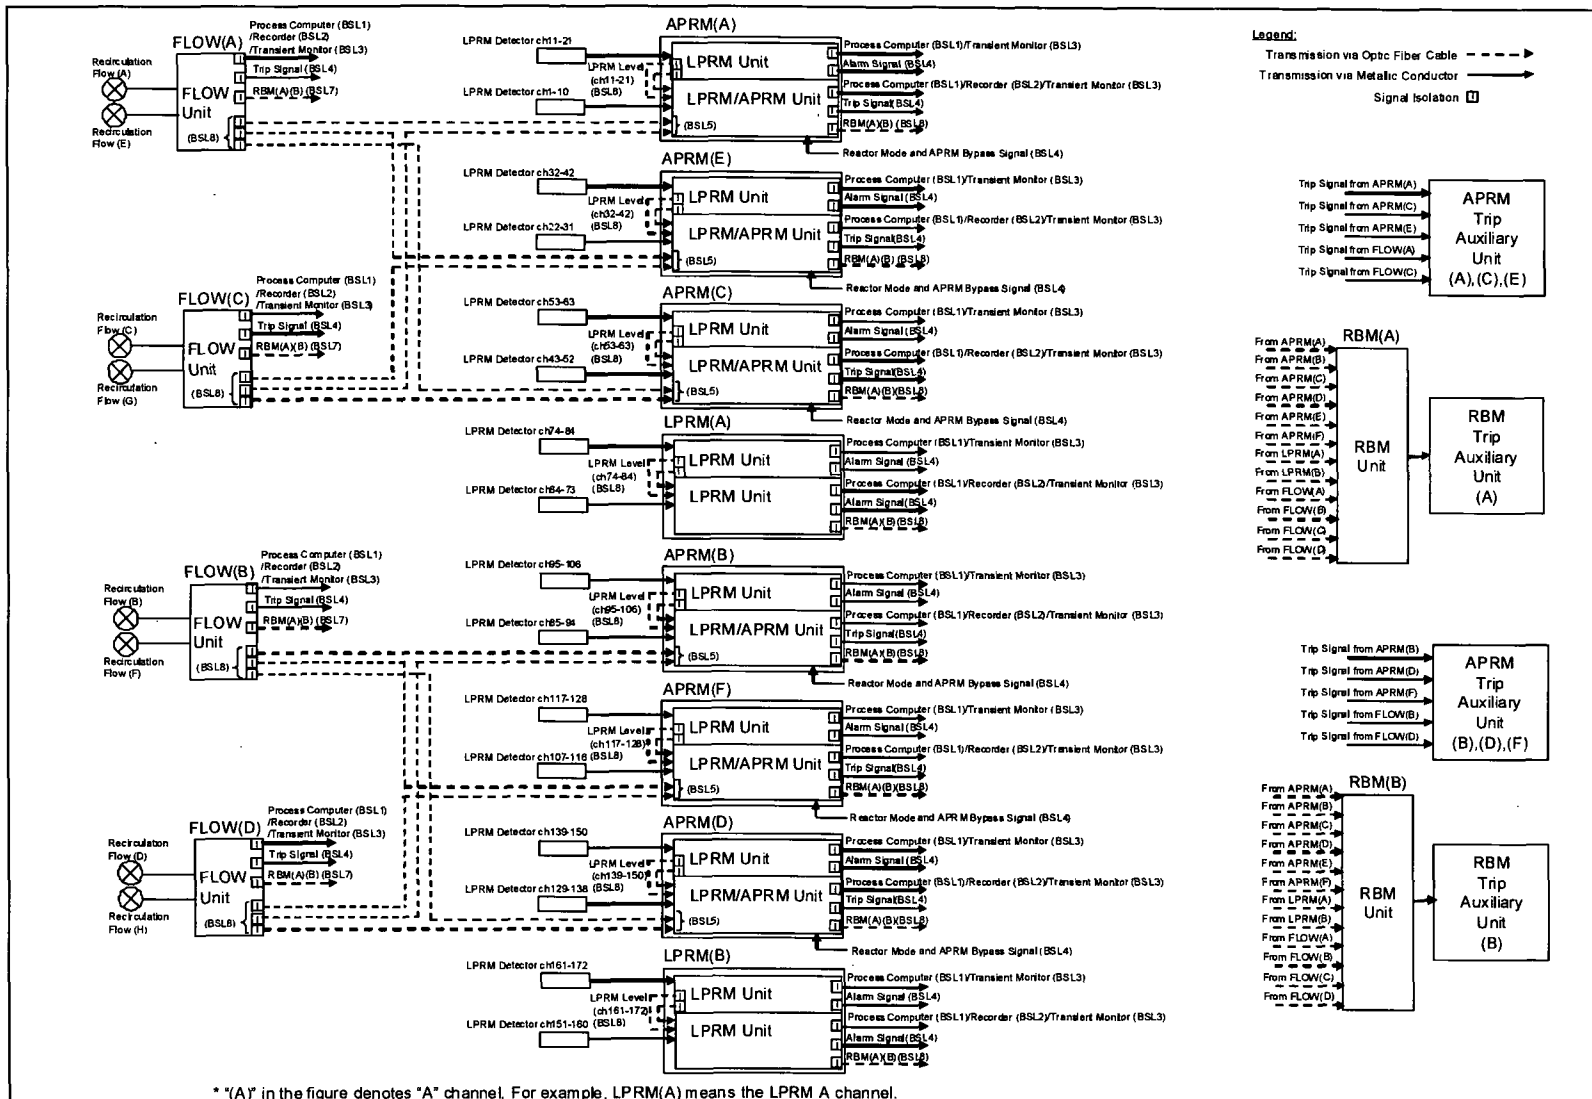 Process Computer (BSL1)
/Recorder (BSL2)
/Transient Monitor (BSL3)
FLOW(A)
Trip Signal (BSL4)
RBM(A)(B) (BSL7)
Recirculation
Flow (A)
FLOW
Unit
(BSL8)
Recirculation
Flow (E)
Process Computer (BSL1)
/Recorder (BSL2)
/Transient Monitor (BSL3)
FLOW(C)
Trip Signal (BSL4)
RBM(A)(B) (BSL7)
Recirculation
Flow (C)
FLOW
Unit
(BSL8)
Recirculation
Flow (G)
Process Computer (BSL1)
/Recorder (BSL2)
/Transient Monitor (BSL3)
FLOW(B)
Trip Signal (BSL4)
RBM(A)(B) (BSL7)
Recirculation
Flow (B)
FLOW
Unit
(BSL8)
Recirculation
Flow (F)
Process Computer (BSL1)
/Recorder (BSL2)
/Transient Monitor (BSL3)
FLOW(D)
Trip Signal (BSL4)
RBM(A)(B) (BSL7)
Recirculation
Flow (D)
FLOW
Unit
(BSL8)
Recirculation
Flow (H)
APRM(A)
LPRM Detector ch11-21
LPRM Level
(ch11-21)
(BSL8)
LPRM Detector ch1-10
LPRM Unit
LPRM/APRM Unit
(BSL5)
Process Computer (BSL1)/Transient Monitor (BSL3)
Alarm Signal (BSL4)
Process Computer (BSL1)/Recorder (BSL2)/Transient Monitor (BSL3)
Trip Signal(BSL4)
RBM(A)(B) (BSL8)
Reactor Mode and APRM Bypass Signal (BSL4)
APRM(E)
LPRM Detector ch32-42
LPRM Level
(ch32-42)
(BSL8)
LPRM Detector ch22-31
LPRM Unit
LPRM/APRM Unit
(BSL5)
Process Computer (BSL1)/Transient Monitor (BSL3)
Alarm Signal (BSL4)
Process Computer (BSL1)/Recorder (BSL2)/Transient Monitor (BSL3)
Trip Signal(BSL4)
RBM(A)(B) (BSL8)
Reactor Mode and APRM Bypass Signal (BSL4)
APRM(C)
LPRM Detector ch53-63
LPRM Level
(ch53-63)
(BSL8)
LPRM Detector ch43-52
LPRM Unit
LPRM/APRM Unit
(BSL5)
Process Computer (BSL1)/Transient Monitor (BSL3)
Alarm Signal (BSL4)
Process Computer (BSL1)/Recorder (BSL2)/Transient Monitor (BSL3)
Trip Signal(BSL4)
RBM(A)(B)(BSL8)
Reactor Mode and APRM Bypass Signal (BSL4)
LPRM(A)
LPRM Detector ch74-84
LPRM Level
(ch74-84)
(BSL8)
LPRM Detector ch64-73
LPRM Unit
LPRM Unit
Process Computer (BSL1)/Transient Monitor (BSL3)
Alarm Signal (BSL4)
Process Computer (BSL1)/Recorder (BSL2)/Transient Monitor (BSL3)
Alarm Signal(BSL4)
RBM(A)(B)(BSL8)
APRM(B)
LPRM Detector ch95-106
LPRM Level
(ch95-106)
(BSL8)
LPRM Detector ch85-94
LPRM Unit
LPRM/APRM Unit
(BSL5)
Process Computer (BSL1)/Transient Monitor (BSL3)
Alarm Signal (BSL4)
Process Computer (BSL1)/Recorder (BSL2)/Transient Monitor (BSL3)
Trip Signal(BSL4)
RBM(A)(B)(BSL8)
Reactor Mode and APRM Bypass Signal (BSL4)
APRM(F)
LPRM Detector ch117-128
LPRM Level
(ch117-128)
(BSL8)
LPRM Detector ch107-116
LPRM Unit
LPRM/APRM Unit
(BSL5)
Process Computer (BSL1)/Transient Monitor (BSL3)
Alarm Signal (BSL4)
Process Computer (BSL1)/Recorder (BSL2)/Transient Monitor (BSL3)
Trip Signal(BSL4)
RBM(A)(B)(BSL8)
Reactor Mode and APRM Bypass Signal (BSL4)
APRM(D)
LPRM Detector ch139-150
LPRM Level
(ch139-150)
(BSL8)
LPRM Detector ch129-138
LPRM Unit
LPRM/APRM Unit
(BSL5)
Process Computer (BSL1)/Transient Monitor (BSL3)
Alarm Signal (BSL4)
Process Computer (BSL1)/Recorder (BSL2)/Transient Monitor (BSL3)
Trip Signal(BSL4)
RBM(A)(B)(BSL8)
Reactor Mode and APRM Bypass Signal (BSL4)
LPRM(B)
LPRM Detector ch161-172
LPRM Level
(ch161-172)
(BSL8)
LPRM Detector ch151-160
LPRM Unit
LPRM Unit
Process Computer (BSL1)/Transient Monitor (BSL3)
Alarm Signal (BSL4)
Process Computer (BSL1)/Recorder (BSL2)/Transient Monitor (BSL3)
Alarm Signal(BSL4)
RBM(A)(B)(BSL8)
Legend:
Transmission via Optic Fiber Cable
Transmission via Metallic Conductor
Signal Isolation I
Trip Signal from APRM(A)
Trip Signal from APRM(C)
Trip Signal from APRM(E)
Trip Signal from FLOW(A)
Trip Signal from FLOW(C)
APRM
Trip
Auxiliary
Unit
(A),(C),(E)
RBM(A)
From APRM(A)
From APRM(B)
From APRM(C)
From APRM(D)
From APRM(E)
From APRM(F)
From LPRM(A)
From LPRM(B)
From FLOW(A)
From FLOW(B)
From FLOW(C)
From FLOW(D)
RBM
Unit
RBM
Trip
Auxiliary
Unit
(A)
Trip Signal from APRM(B)
Trip Signal from APRM(D)
Trip Signal from APRM(F)
Trip Signal from FLOW(B)
Trip Signal from FLOW(D)
APRM
Trip
Auxiliary
Unit
(B),(D),(F)
RBM(B)
From APRM(A)
From APRM(B)
From APRM(C)
From APRM(D)
From APRM(E)
From APRM(F)
From LPRM(A)
From LPRM(B)
From FLOW(A)
From FLOW(B)
From FLOW(C)
From FLOW(D)
RBM
Unit
RBM
Trip
Auxiliary
Unit
(B)
* "(A)" in the figure denotes "A" channel. For example, LPRM(A) means the LPRM A channel.